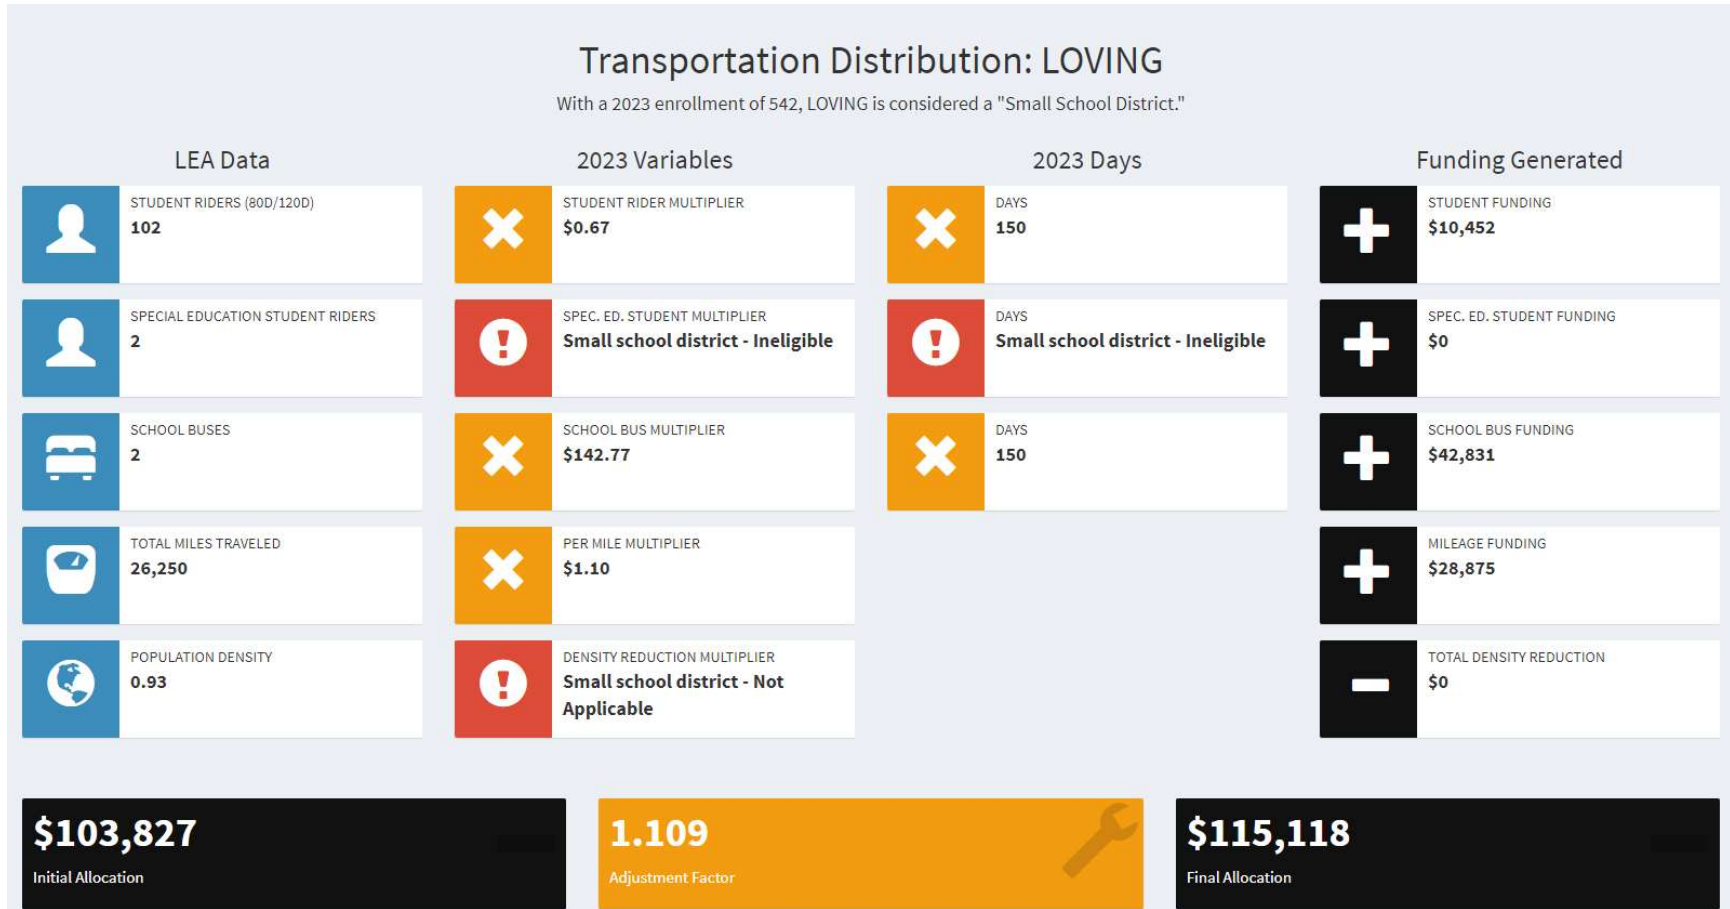 Transportation Distribution: LOVING
With a 2023 enrollment of 542, LOVING is considered a "Small School District."
LEA Data
2023 Variables
2023 Days
Funding Generated
STUDENT RIDERS (80D/120D)
102
STUDENT RIDER MULTIPLIER
$0.67
DAYS
150
STUDENT FUNDING
$10,452
SPECIAL EDUCATION STUDENT RIDERS
2
SPEC. ED. STUDENT MULTIPLIER
Small school district - Ineligible
DAYS
Small school district - Ineligible
SPEC. ED. STUDENT FUNDING
$0
SCHOOL BUSES
2
SCHOOL BUS MULTIPLIER
$142.77
DAYS
150
SCHOOL BUS FUNDING
$42,831
TOTAL MILES TRAVELED
26,250
PER MILE MULTIPLIER
$1.10
MILEAGE FUNDING
$28,875
POPULATION DENSITY
0.93
DENSITY REDUCTION MULTIPLIER
Small school district - Not
Applicable
TOTAL DENSITY REDUCTION
$0
$103,827
Initial Allocation
1.109
Adjustment Factor
$115,118
Final Allocation